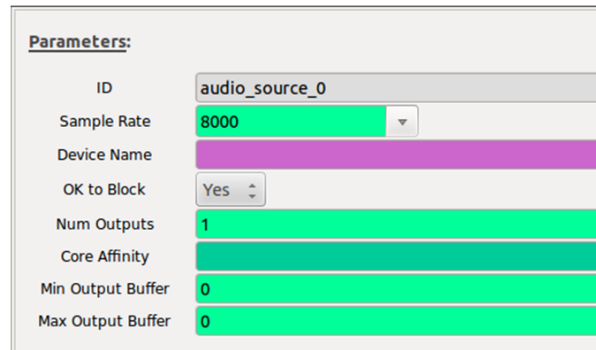 Parameters:
ID audio_source_0
Sample Rate 8000
Device Name
OK to Block Yes
Num Outputs 1
Core Affinity
Min Output Buffer 0
Max Output Buffer 0